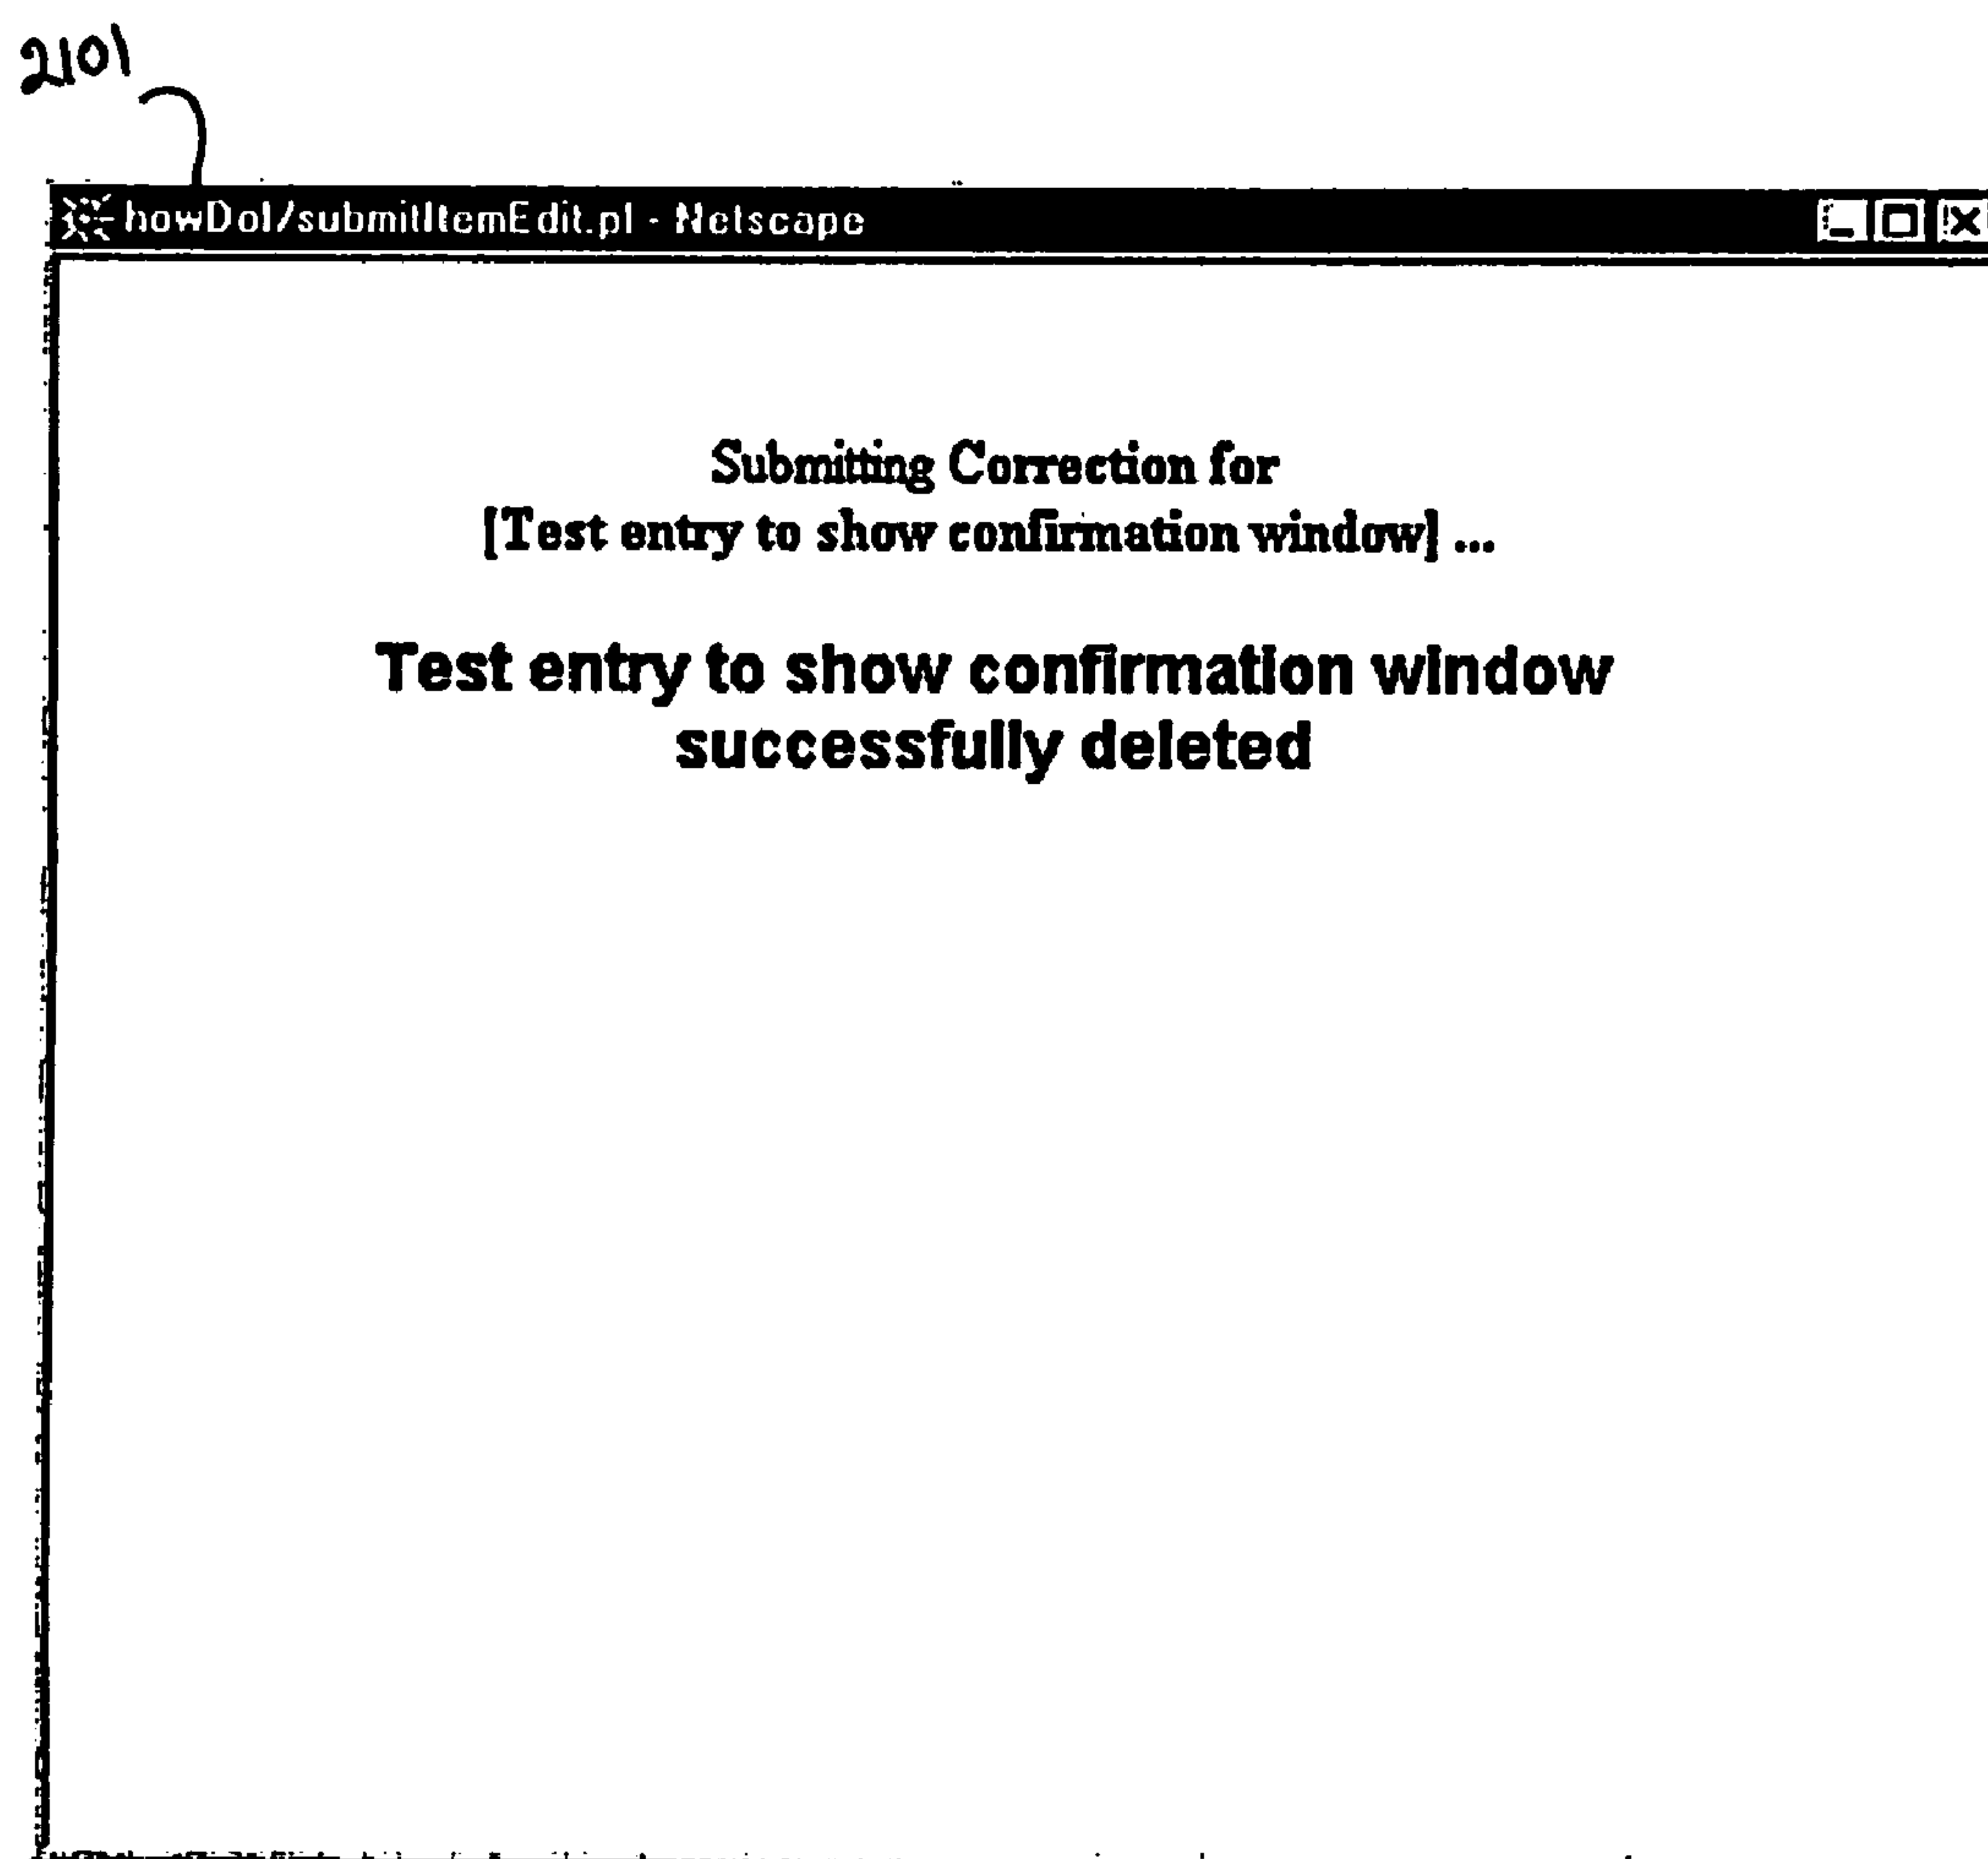 2101
howDoI/submitItemEdit.pl - Netscape
Submitting Correction for
[Test entry to show confirmation window] ...
Test entry to show confirmation window
successfully deleted